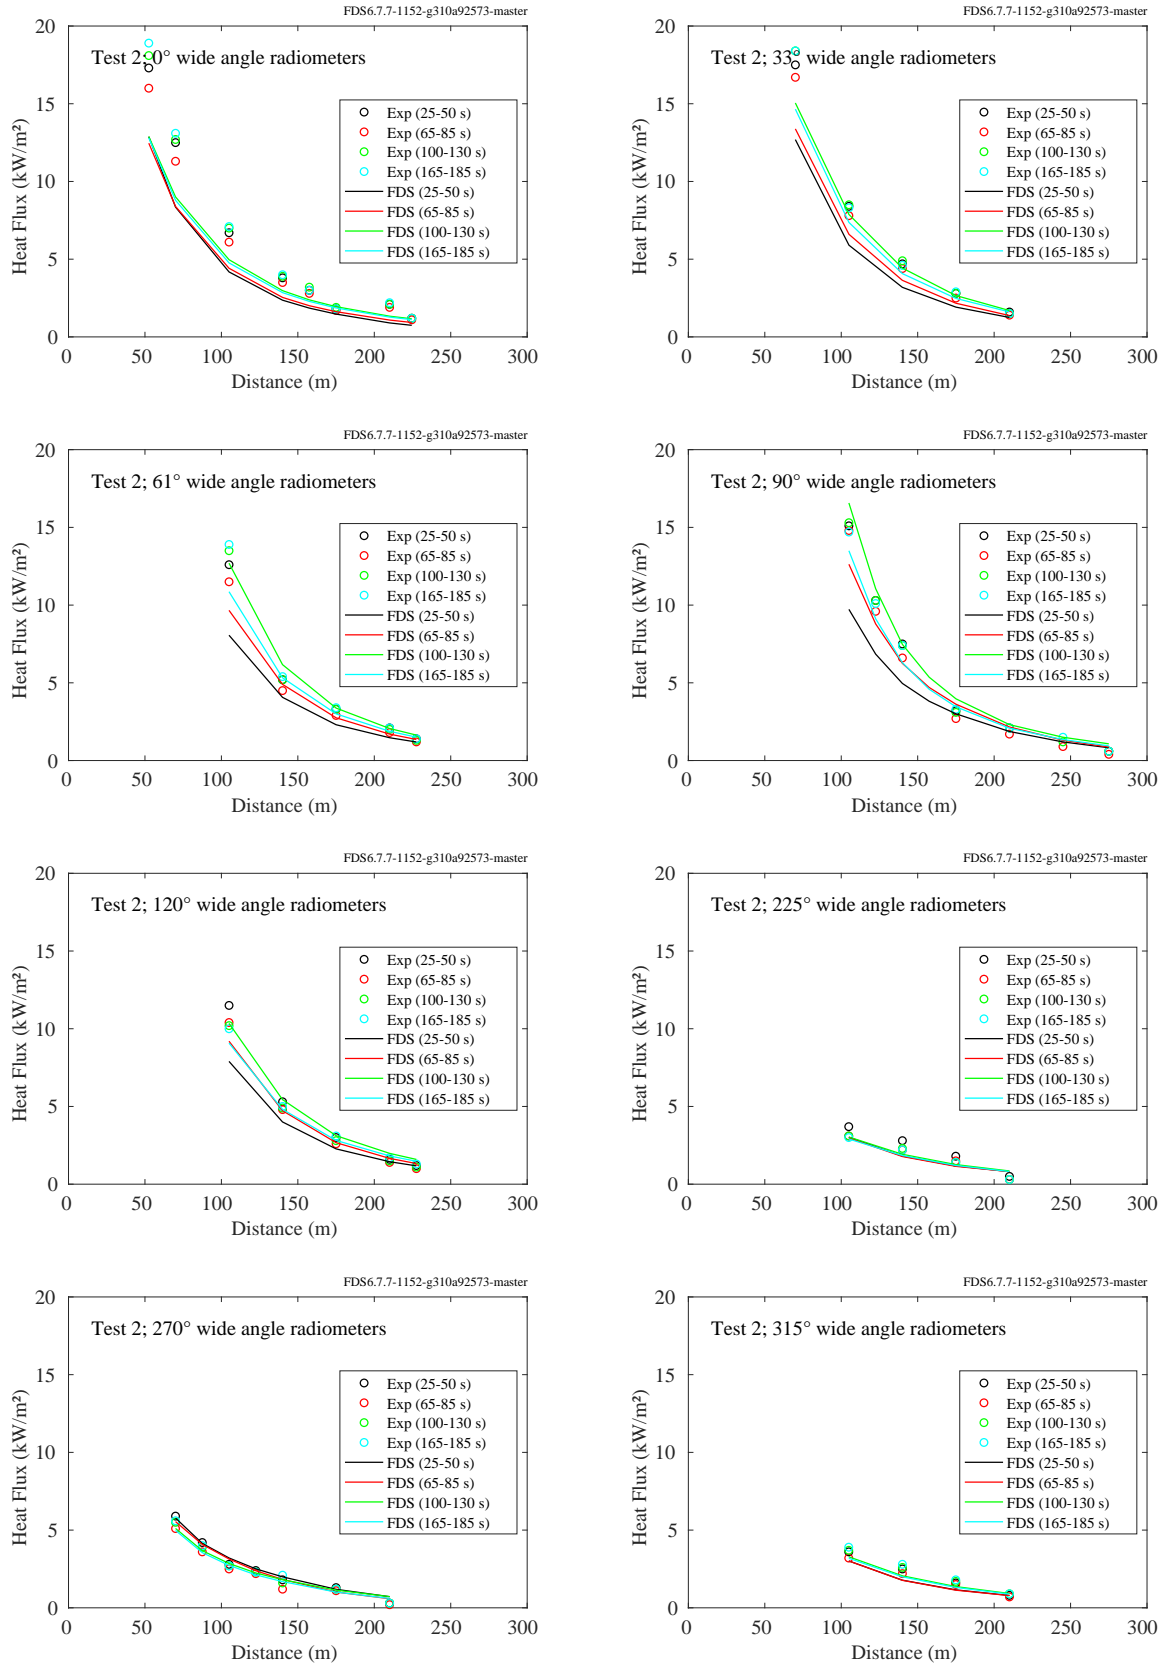 FDS6.7.7-1152-g310a92573-master
Test 2; 0° wide angle radiometers
Heat Flux (kW/m²)
20
15
10
5
0
Exp (25-50 s)
Exp (65-85 s)
Exp (100-130 s)
Exp (165-185 s)
FDS (25-50 s)
FDS (65-85 s)
FDS (100-130 s)
FDS (165-185 s)
0 50 100 150 200 250 300
Distance (m)
FDS6.7.7-1152-g310a92573-master
Test 2; 33° wide angle radiometers
Heat Flux (kW/m²)
20
15
10
5
0
Exp (25-50 s)
Exp (65-85 s)
Exp (100-130 s)
Exp (165-185 s)
FDS (25-50 s)
FDS (65-85 s)
FDS (100-130 s)
FDS (165-185 s)
0 50 100 150 200 250 300
Distance (m)
FDS6.7.7-1152-g310a92573-master
Test 2; 61° wide angle radiometers
Heat Flux (kW/m²)
20
15
10
5
0
Exp (25-50 s)
Exp (65-85 s)
Exp (100-130 s)
Exp (165-185 s)
FDS (25-50 s)
FDS (65-85 s)
FDS (100-130 s)
FDS (165-185 s)
0 50 100 150 200 250 300
Distance (m)
FDS6.7.7-1152-g310a92573-master
Test 2; 90° wide angle radiometers
Heat Flux (kW/m²)
20
15
10
5
0
Exp (25-50 s)
Exp (65-85 s)
Exp (100-130 s)
Exp (165-185 s)
FDS (25-50 s)
FDS (65-85 s)
FDS (100-130 s)
FDS (165-185 s)
0 50 100 150 200 250 300
Distance (m)
FDS6.7.7-1152-g310a92573-master
Test 2; 120° wide angle radiometers
Heat Flux (kW/m²)
20
15
10
5
0
Exp (25-50 s)
Exp (65-85 s)
Exp (100-130 s)
Exp (165-185 s)
FDS (25-50 s)
FDS (65-85 s)
FDS (100-130 s)
FDS (165-185 s)
0 50 100 150 200 250 300
Distance (m)
FDS6.7.7-1152-g310a92573-master
Test 2; 225° wide angle radiometers
Heat Flux (kW/m²)
20
15
10
5
0
Exp (25-50 s)
Exp (65-85 s)
Exp (100-130 s)
Exp (165-185 s)
FDS (25-50 s)
FDS (65-85 s)
FDS (100-130 s)
FDS (165-185 s)
0 50 100 150 200 250 300
Distance (m)
FDS6.7.7-1152-g310a92573-master
Test 2; 270° wide angle radiometers
Heat Flux (kW/m²)
20
15
10
5
0
Exp (25-50 s)
Exp (65-85 s)
Exp (100-130 s)
Exp (165-185 s)
FDS (25-50 s)
FDS (65-85 s)
FDS (100-130 s)
FDS (165-185 s)
0 50 100 150 200 250 300
Distance (m)
FDS6.7.7-1152-g310a92573-master
Test 2; 315° wide angle radiometers
Heat Flux (kW/m²)
20
15
10
5
0
Exp (25-50 s)
Exp (65-85 s)
Exp (100-130 s)
Exp (165-185 s)
FDS (25-50 s)
FDS (65-85 s)
FDS (100-130 s)
FDS (165-185 s)
0 50 100 150 200 250 300
Distance (m)